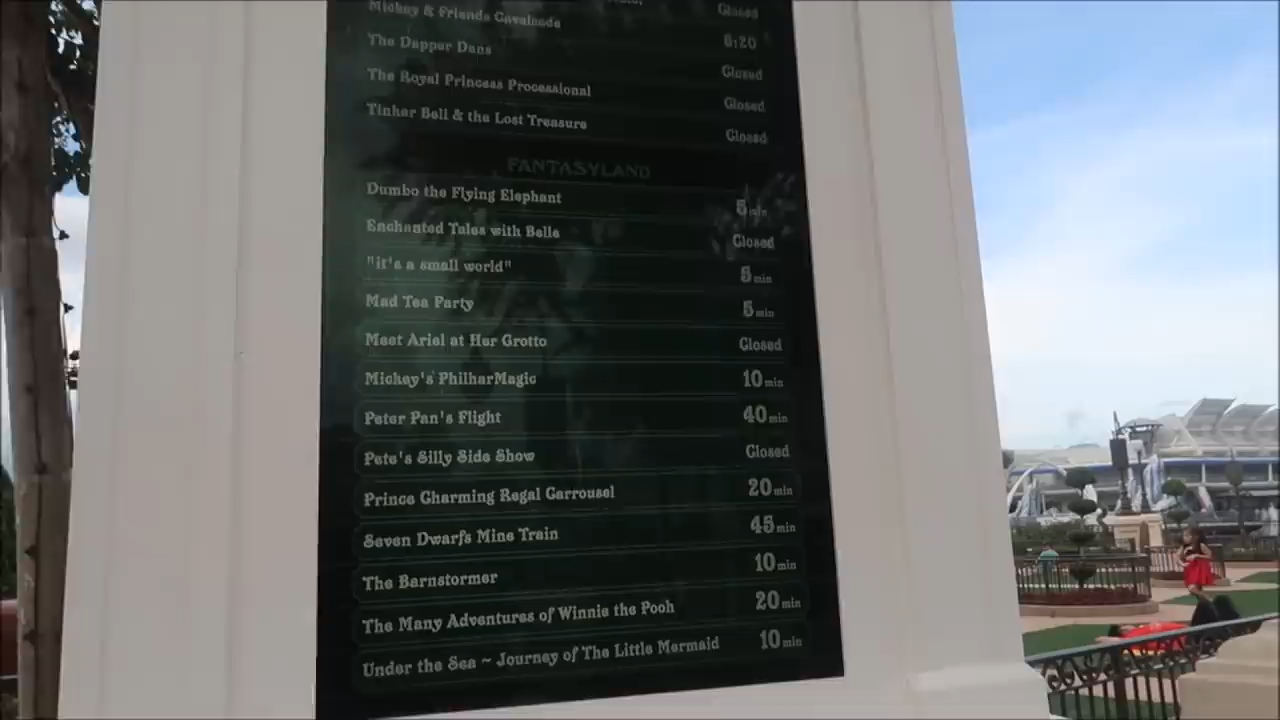 Closed
Mickey & Friends Cavalcade 6:20
The Dapper Dans Closed
The Royal Princess Processional Closed
Tinker Bell & the Lost Treasure Closed
FANTASYLAND
Dumbo the Flying Elephant 5 min
Enchanted Tales with Belle Closed
"it's a small world" 5 min
Mad Tea Party 5 min
Meet Ariel at Her Grotto Closed
Mickey's PhilharMagic 10 min
Peter Pan's Flight 40 min
Pete's Silly Side Show Closed
Prince Charming Regal Carrousel 20 min
Seven Dwarfs Mine Train 45 min
The Barnstormer 10 min
The Many Adventures of Winnie the Pooh 20 min
Under the Sea ~ Journey of The Little Mermaid 10 min